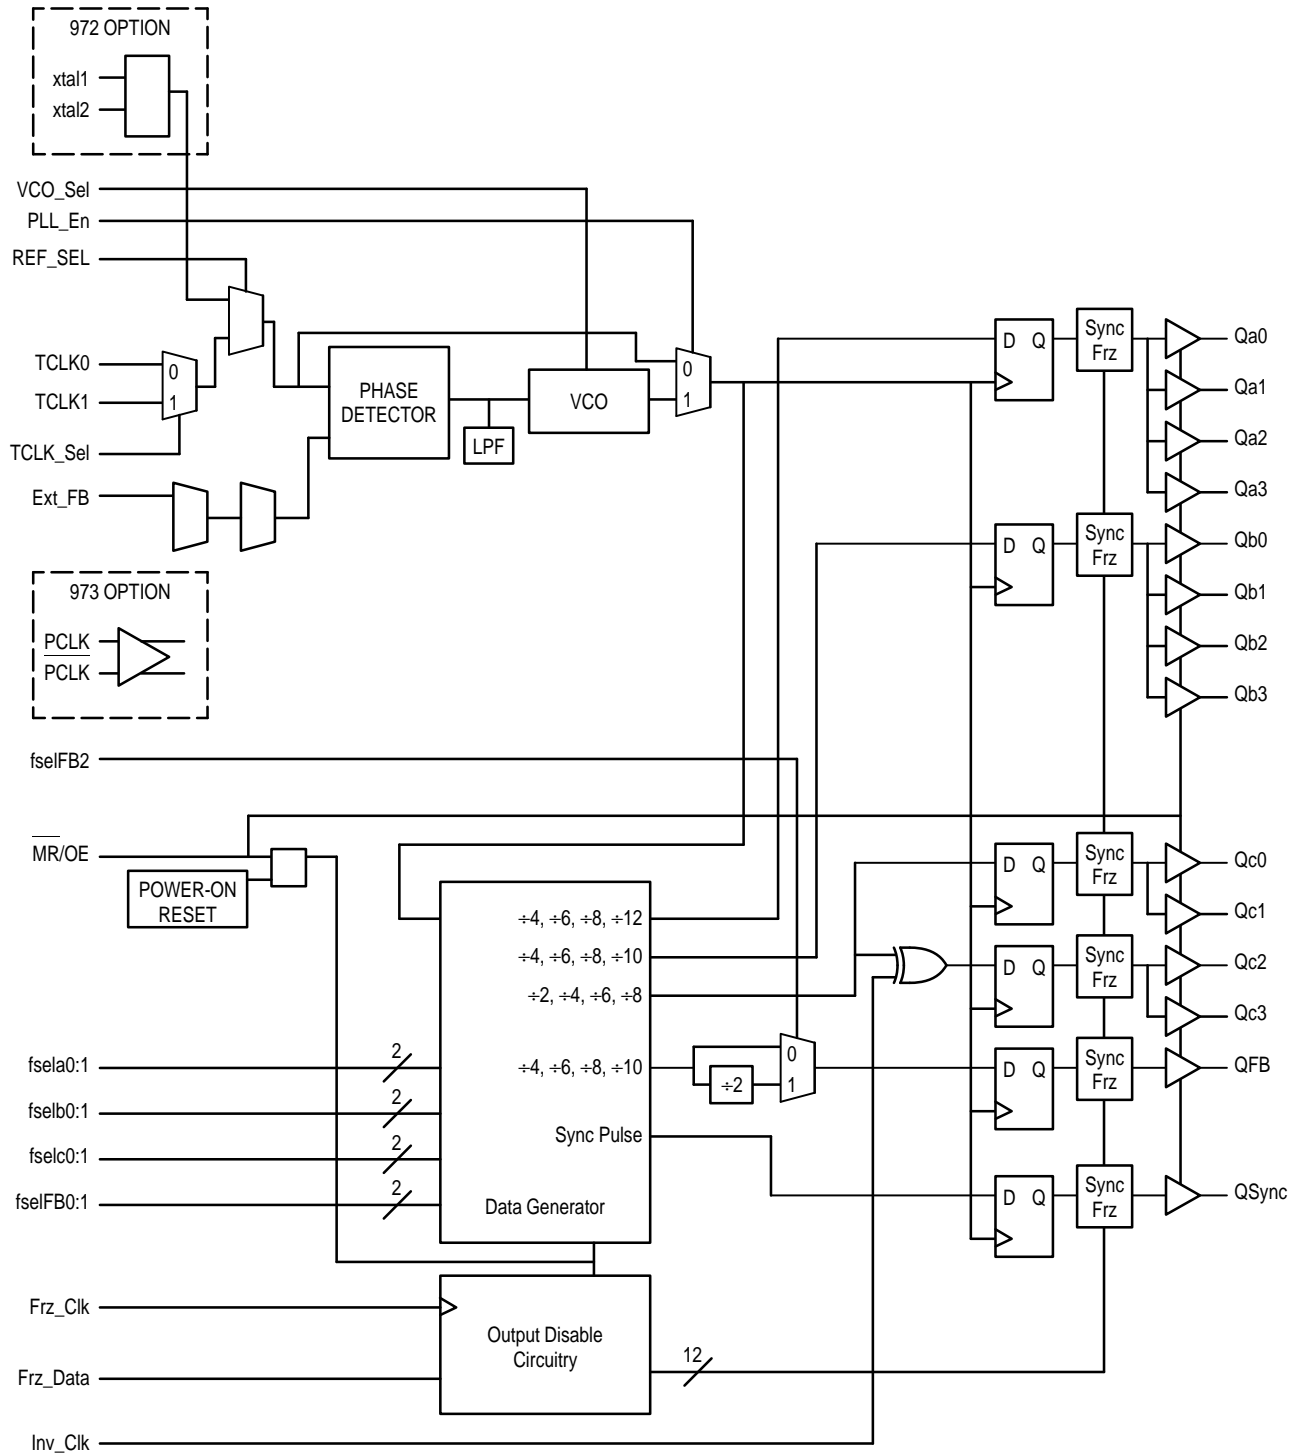 972 OPTION
xtal1
xtal2
VCO_Sel
PLL_En
REF_SEL
TCLK0
TCLK1
TCLK_Sel
Ext_FB
0
1
PHASE
DETECTOR
LPF
VCO
0
1
973 OPTION
PCLK
PCLK
fselFB2
MR/OE
POWER-ON
RESET
÷4, ÷6, ÷8, ÷12
÷4, ÷6, ÷8, ÷10
÷2, ÷4, ÷6, ÷8
÷4, ÷6, ÷8, ÷10
Sync Pulse
Data Generator
fsela0:1
2
fselb0:1
2
fselc0:1
2
fselFB0:1
2
÷2
0
1
Frz_Clk
Frz_Data
Inv_Clk
Output Disable
Circuitry
12
D Q
Sync
Frz
Qa0
Qa1
Qa2
Qa3
D Q
Sync
Frz
Qb0
Qb1
Qb2
Qb3
D Q
Sync
Frz
Qc0
Qc1
D Q
Sync
Frz
Qc2
Qc3
D Q
Sync
Frz
QFB
D Q
Sync
Frz
QSync